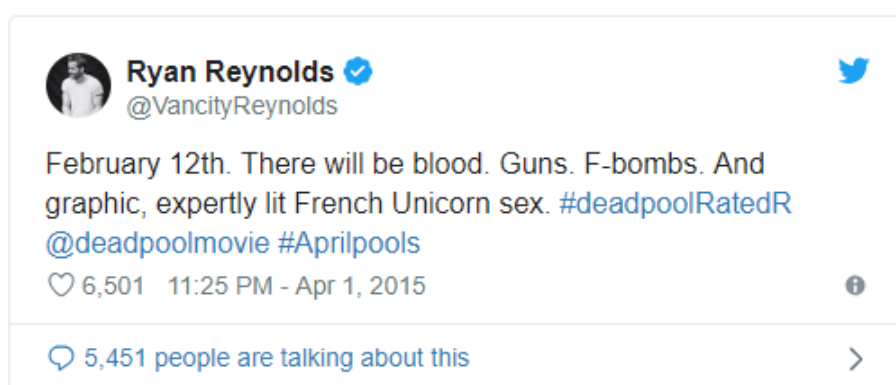 Ryan Reynolds
@VancityReynolds
February 12th. There will be blood. Guns. F-bombs. And
graphic, expertly lit French Unicorn sex. #deadpoolRatedR
@deadpoolmovie #Aprilpools
6,501 11:25 PM - Apr 1, 2015
5,451 people are talking about this